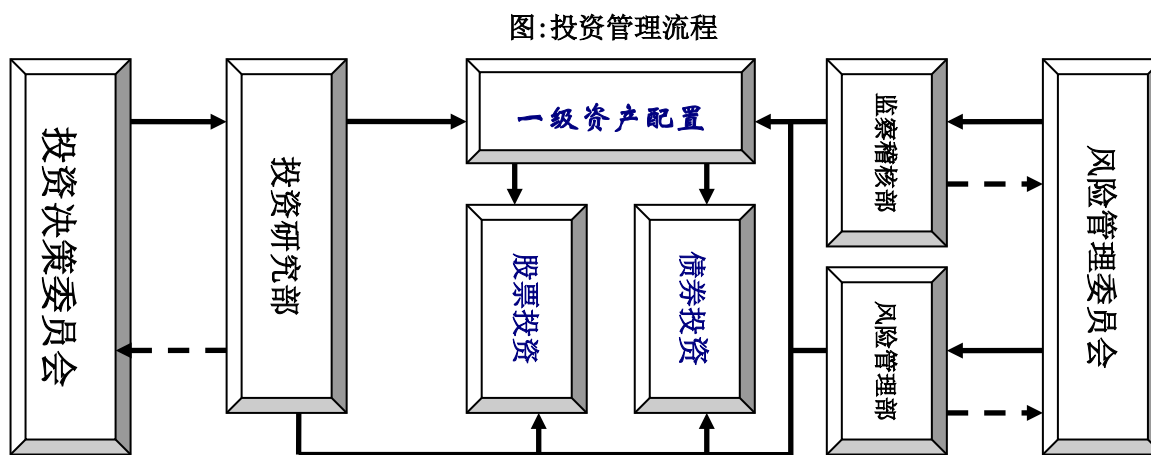 图:投资管理流程
投资决策委员会
投资研究部
一级资产配置
股票投资
债券投资
监察稽核部
风险管理部
风险管理委员会